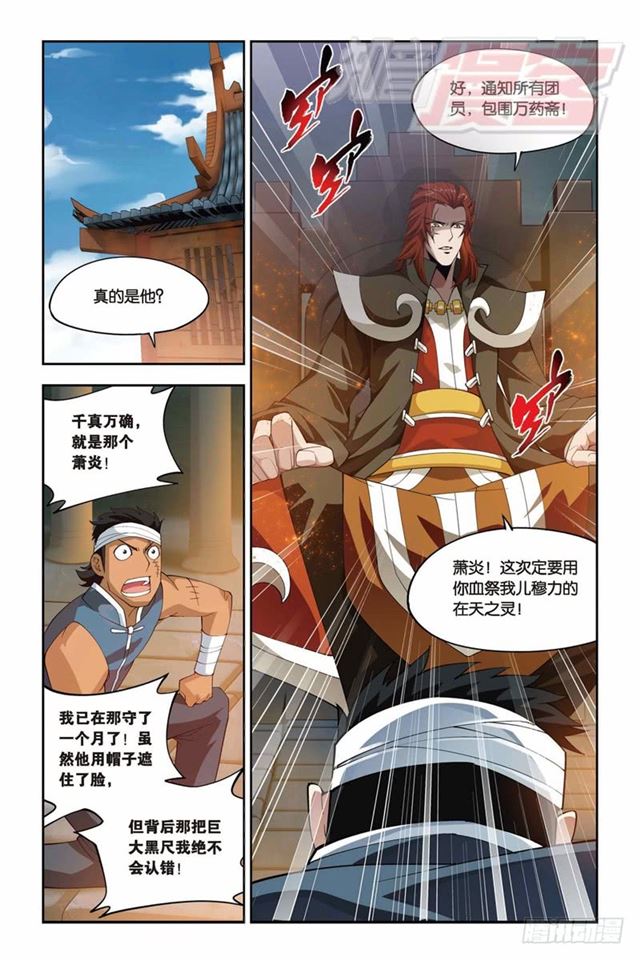 真的是他？
千真万确，
就是那个
萧炎！
我已在那守了
一个月了！虽
然他用帽子遮
住了脸，
但背后那把巨
大黑尺我绝不
会认错！
好，通知所有团
员，包围万药斋！
萧炎！这次定要用
你血祭我儿穆力的
在天之灵！
腾讯动漫